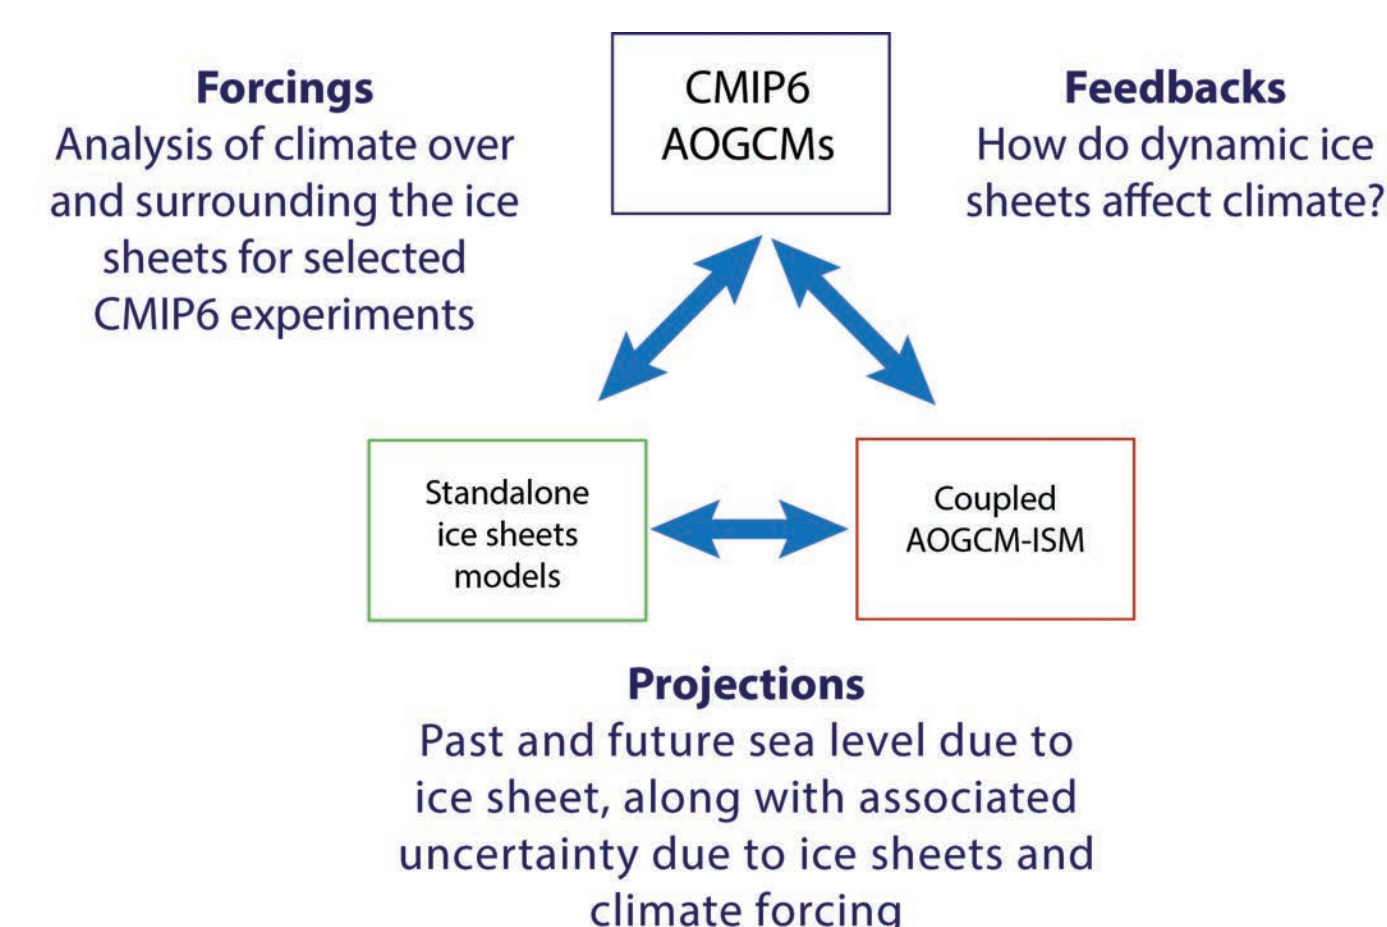 Forcings
Analysis of climate over
and surrounding the ice
sheets for selected
CMIP6 experiments
CMIP6
AOGCMs
Feedbacks
How do dynamic ice
sheets affect climate?
Standalone
ice sheets
models
Coupled
AOGCM-ISM
Projections
Past and future sea level due to
ice sheet, along with associated
uncertainty due to ice sheets and
climate forcing